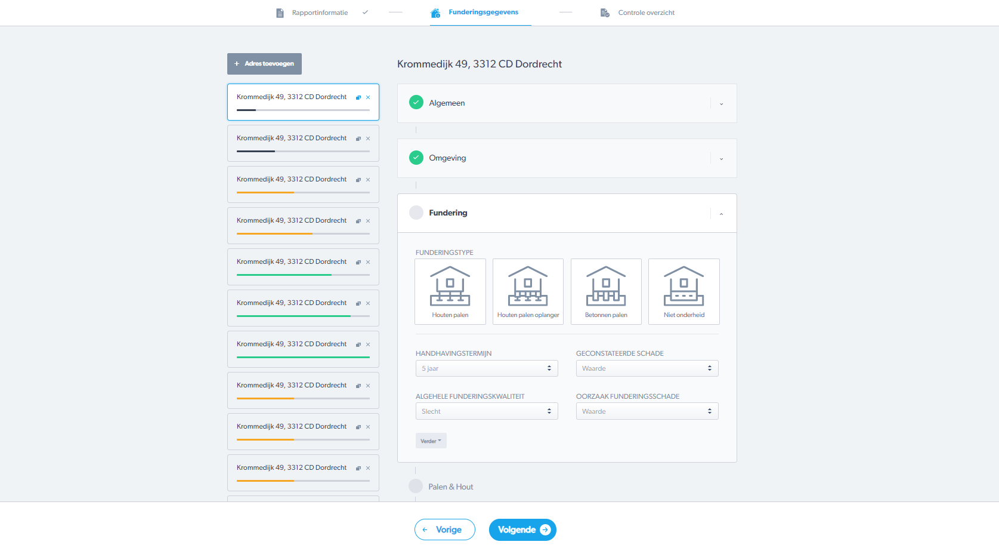 Rapportinformatie
Funderingsgegevens
Controle overzicht
+ Adres toevoegen
Krommedijk 49, 3312 CD Dordrecht
Krommedijk 49, 3312 CD Dordrecht
Krommedijk 49, 3312 CD Dordrecht
Krommedijk 49, 3312 CD Dordrecht
Krommedijk 49, 3312 CD Dordrecht
Krommedijk 49, 3312 CD Dordrecht
Krommedijk 49, 3312 CD Dordrecht
Krommedijk 49, 3312 CD Dordrecht
Krommedijk 49, 3312 CD Dordrecht
Krommedijk 49, 3312 CD Dordrecht
Krommedijk 49, 3312 CD Dordrecht
Algemeen
Omgeving
Fundering
FUNDERINGSTYPE
Houten palen
Houten palen oplanger
Betonnen palen
Niet onderheid
HANDHAVINGSTERMIJN
5 jaar
GECONSTATEERDE SCHADE
Waarde
ALGEHELE FUNDERINGSKWALITEIT
Slecht
OORZAAK FUNDERINGSSCHADE
Waarde
Verder
Palen & Hout
Vorige
Volgende